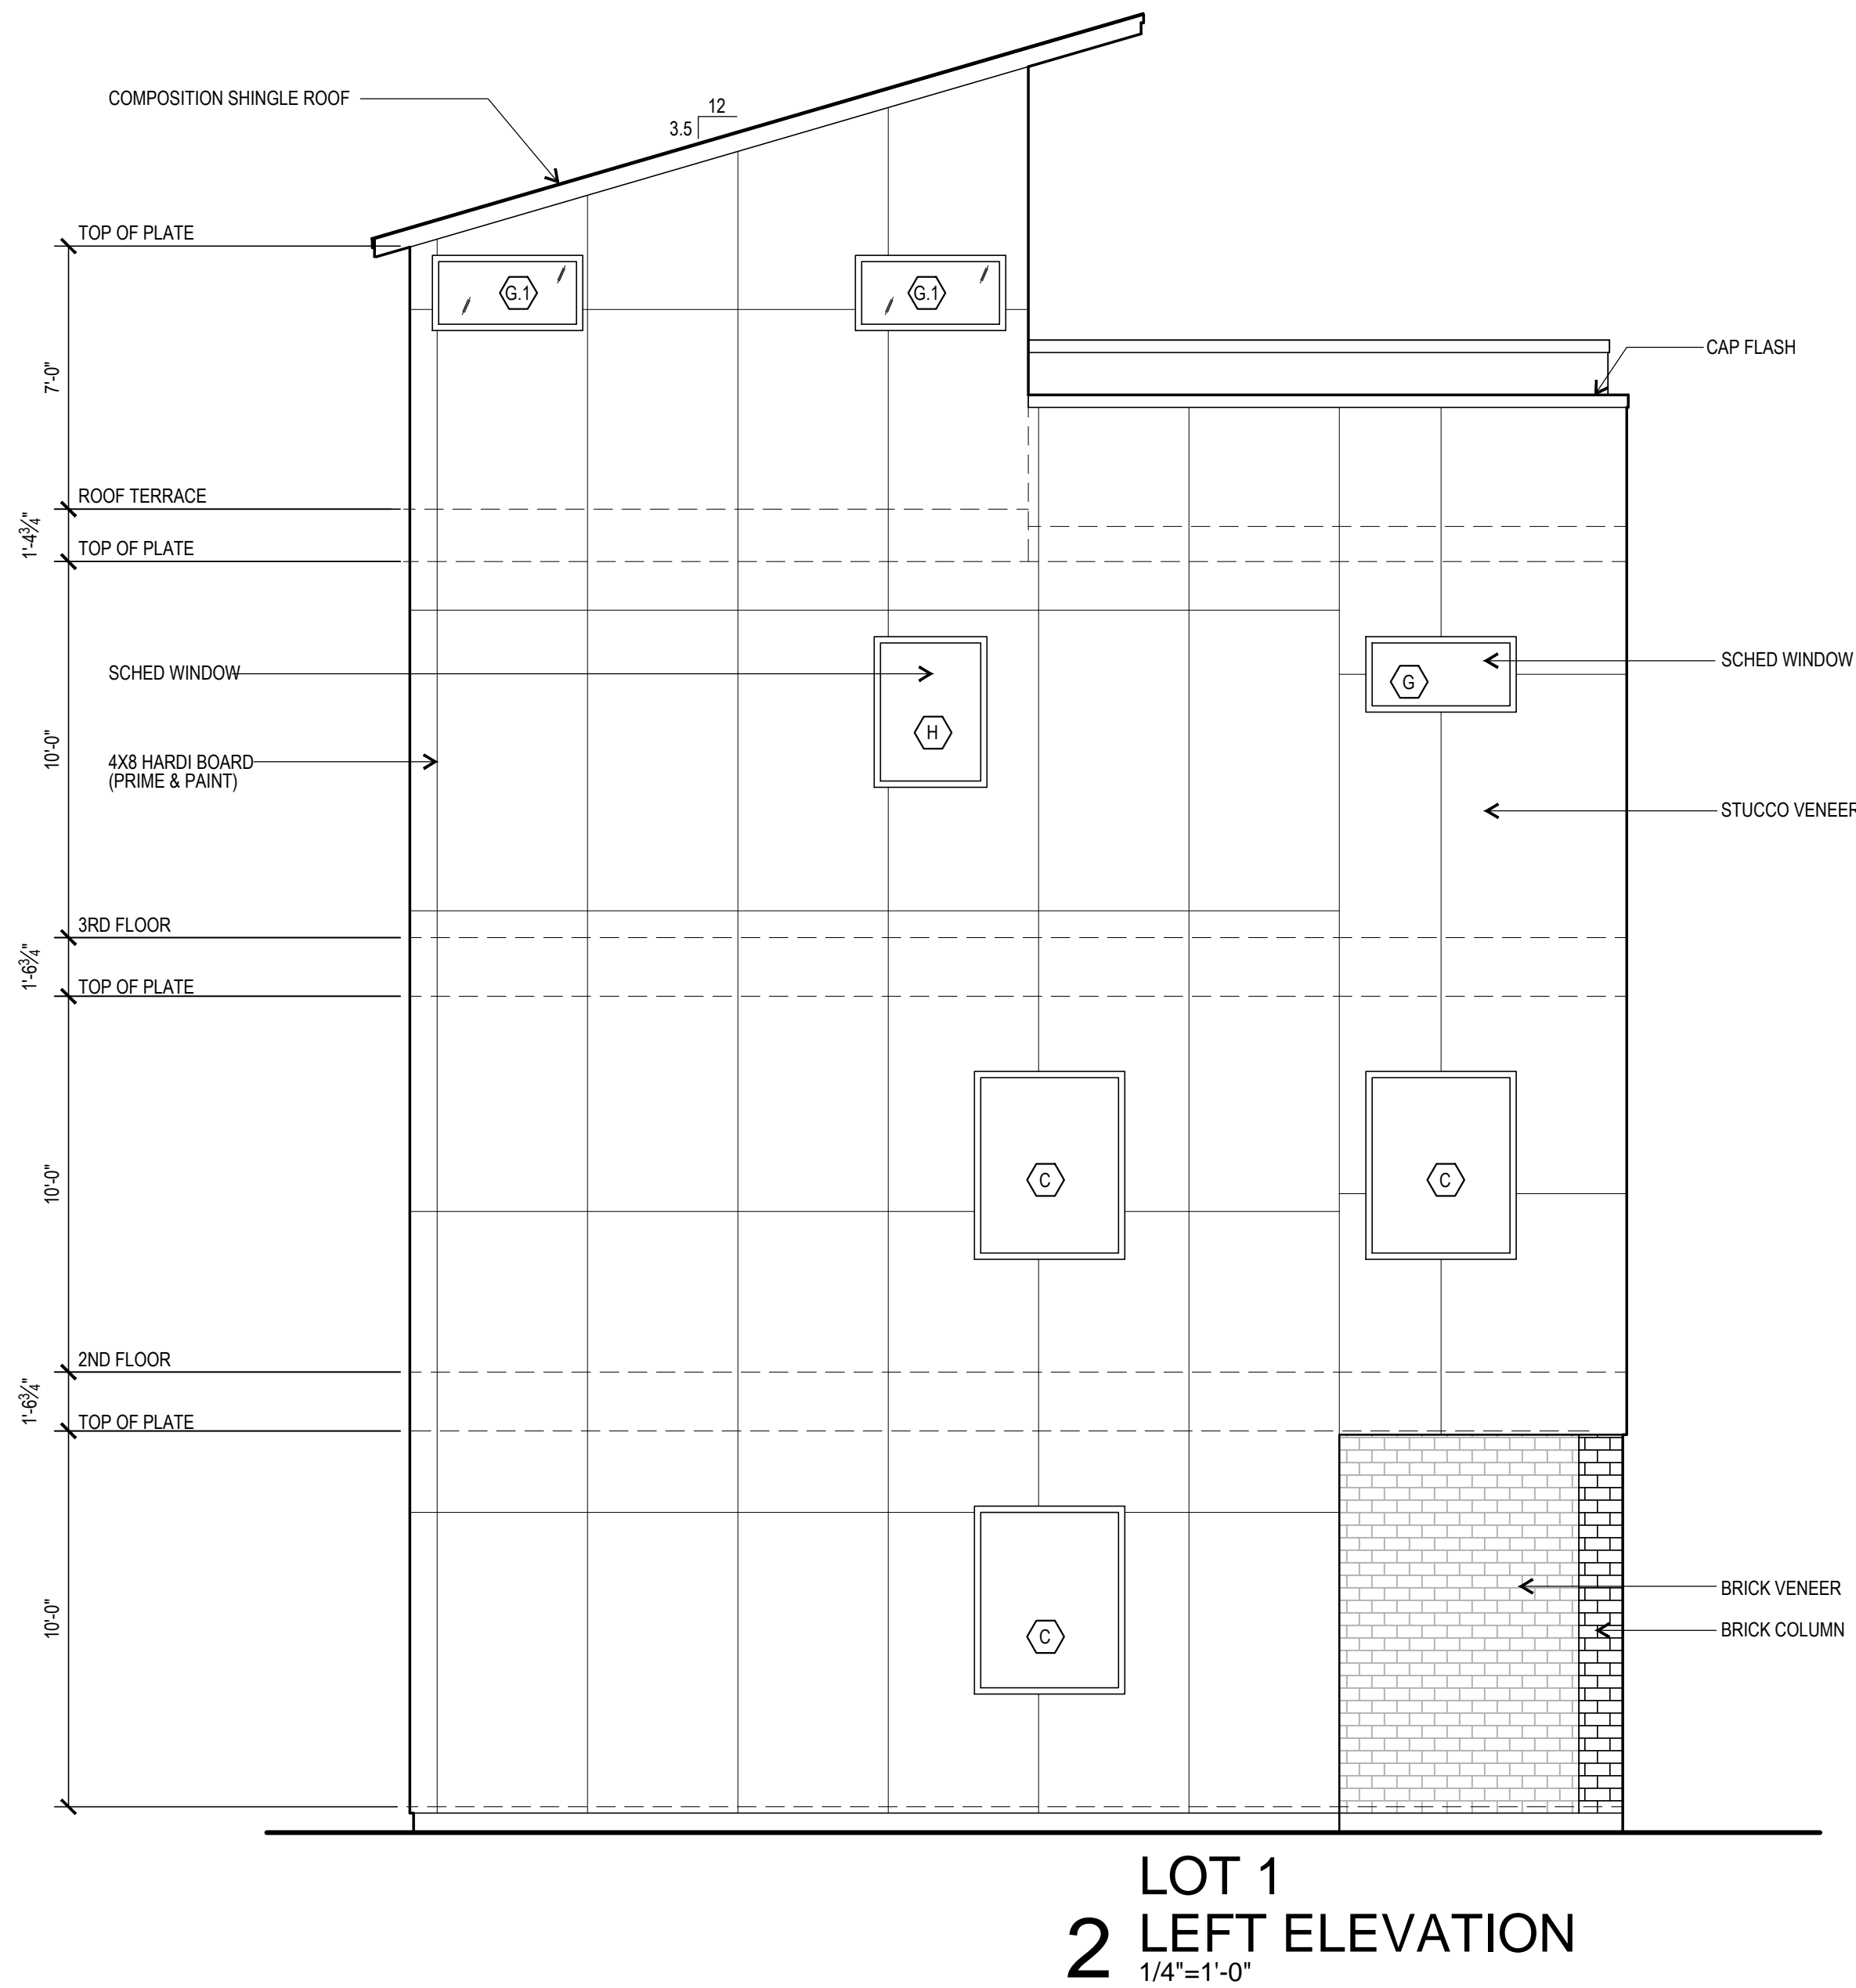 COMPOSITION SHINGLE ROOF
12
3.5
TOP OF PLATE
G.1
G.1
CAP FLASH
7'-0"
ROOF TERRACE
1'-4¾"
TOP OF PLATE
SCHED WINDOW
SCHED WINDOW
G
H
10'-0"
4X8 HARDI BOARD
(PRIME & PAINT)
STUCCO VENEER
3RD FLOOR
1'-6¾"
TOP OF PLATE
10'-0"
C
C
2ND FLOOR
1'-6¾"
TOP OF PLATE
10'-0"
BRICK VENEER
BRICK COLUMN
C
LOT 1
2 LEFT ELEVATION
1/4"=1'-0"